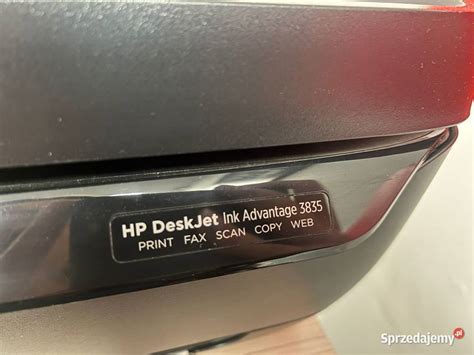 HP DeskJet Ink Advantage 3835
PRINT FAX SCAN COPY WEB
Sprzedajemy.pl